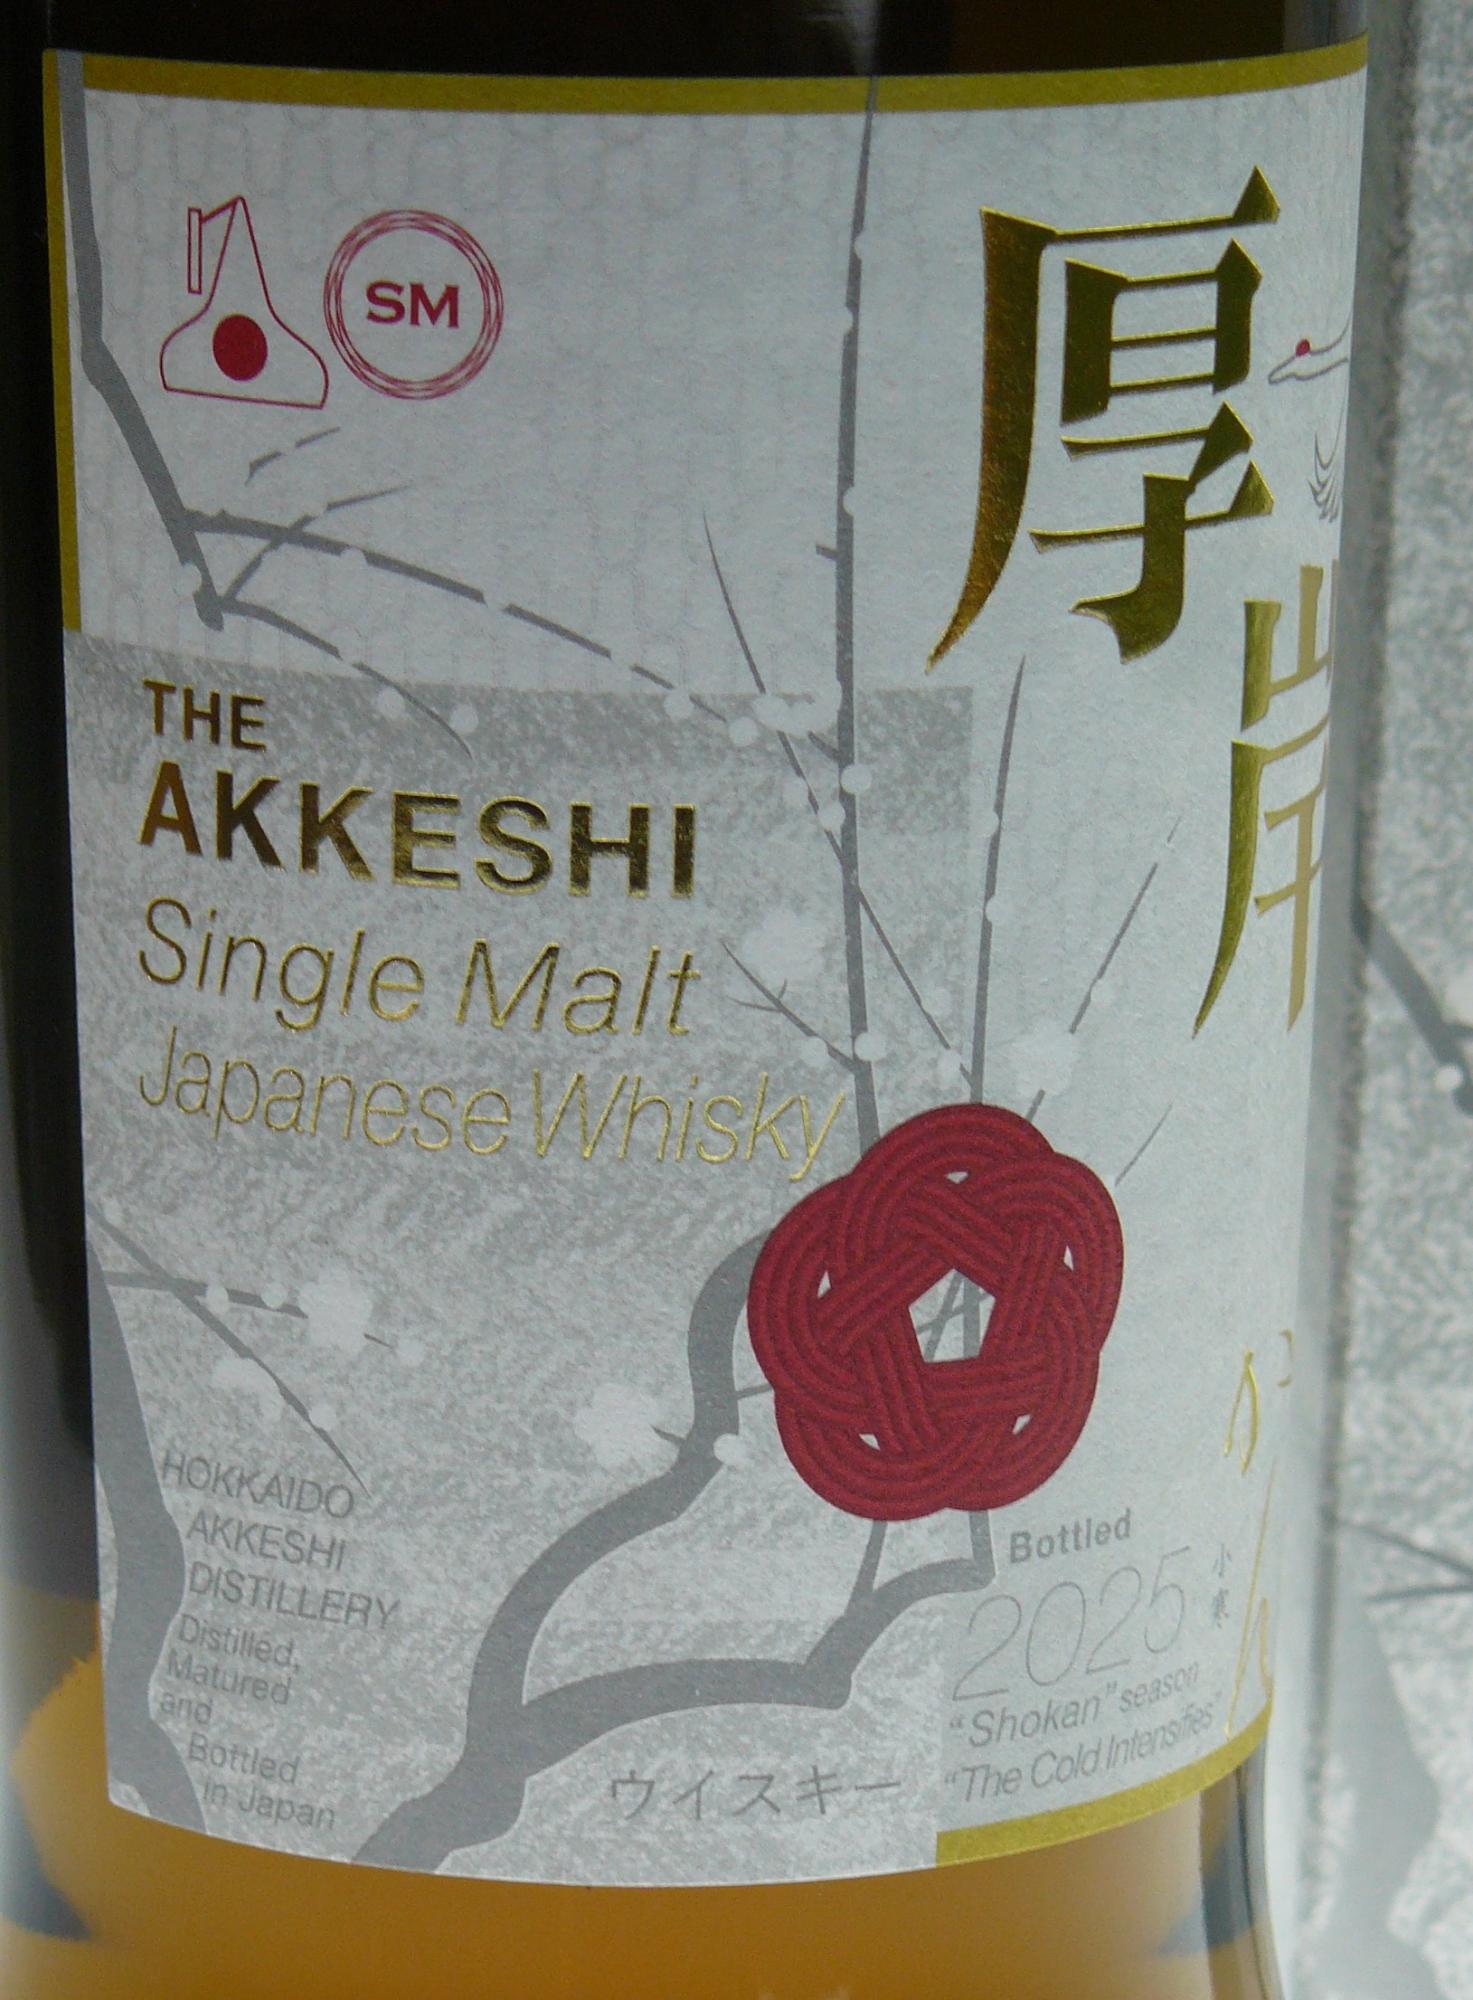 SM
厚岸
THE
AKKESHI
Single Malt
Japanese Whisky
HOKKAIDO
AKKESHI
DISTILLERY
Distilled,
Matured
and
Bottled
in Japan
ウイスキー
Bottled
2025
小寒
"Shokan" season
"The Cold Intensifies"